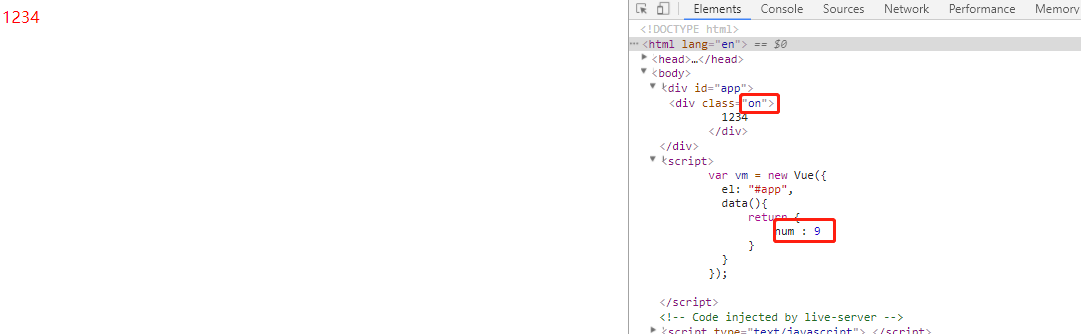 1234
Elements Console Sources Network Performance Memory
<!DOCTYPE html>
<html lang="en"> == $0
<head>…</head>
<body>
<div id="app">
<div class="on">
1234
</div>
</div>
<script>
var vm = new Vue({
el: "#app",
data(){
return {
num : 9
}
}
});
</script>
<!-- Code injected by live-server -->
<script type="text/javascript"> </script>